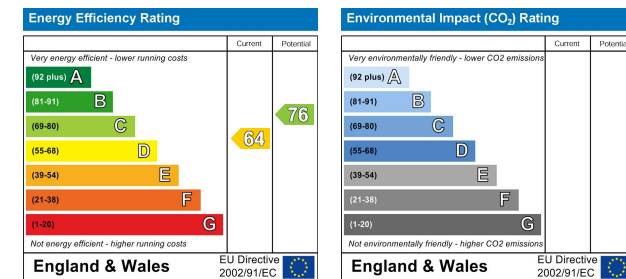 Energy Efficiency Rating
Current Potential
Very energy efficient - lower running costs
(92 plus) A
(81-91) B
(69-80) C
(55-68) D
(39-54) E
(21-38) F
(1-20) G
64
76
Not energy efficient - higher running costs
England & Wales
EU Directive
2002/91/EC
Environmental Impact (CO₂) Rating
Current Potentia
Very environmentally friendly - lower CO2 emissions
(92 plus) A
(81-91) B
(69-80) C
(55-68) D
(39-54) E
(21-38) F
(1-20) G
Not environmentally friendly - higher CO2 emissions
England & Wales
EU Directive
2002/91/EC